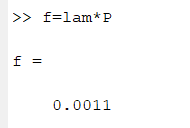 >> f=lam*P
f =
0.0011